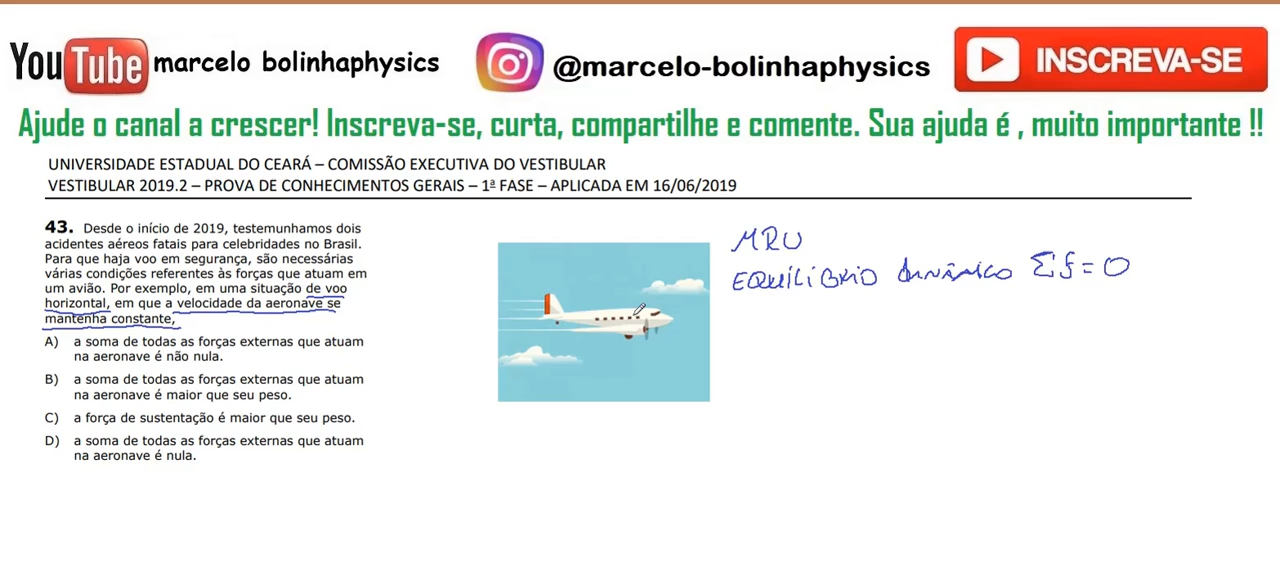 YouTube marcelo bolinhaphysics @marcelo-bolinhaphysics INSCREVA-SE
Ajude o canal a crescer! Inscreva-se, curta, compartilhe e comente. Sua ajuda é , muito importante !!
UNIVERSIDADE ESTADUAL DO CEARÁ – COMISSÃO EXECUTIVA DO VESTIBULAR
VESTIBULAR 2019.2 – PROVA DE CONHECIMENTOS GERAIS – 1ª FASE – APLICADA EM 16/06/2019
43. Desde o início de 2019, testemunhamos dois
acidentes aéreos fatais para celebridades no Brasil.
Para que haja voo em segurança, são necessárias
várias condições referentes às forças que atuam em
um avião. Por exemplo, em uma situação de voo
horizontal, em que a velocidade da aeronave se
mantenha constante,
A) a soma de todas as forças externas que atuam
na aeronave é não nula.
B) a soma de todas as forças externas que atuam
na aeronave é maior que seu peso.
C) a força de sustentação é maior que seu peso.
D) a soma de todas as forças externas que atuam
na aeronave é nula.
MRU
EQUILÍBRIO DINÂMICO Σf=0